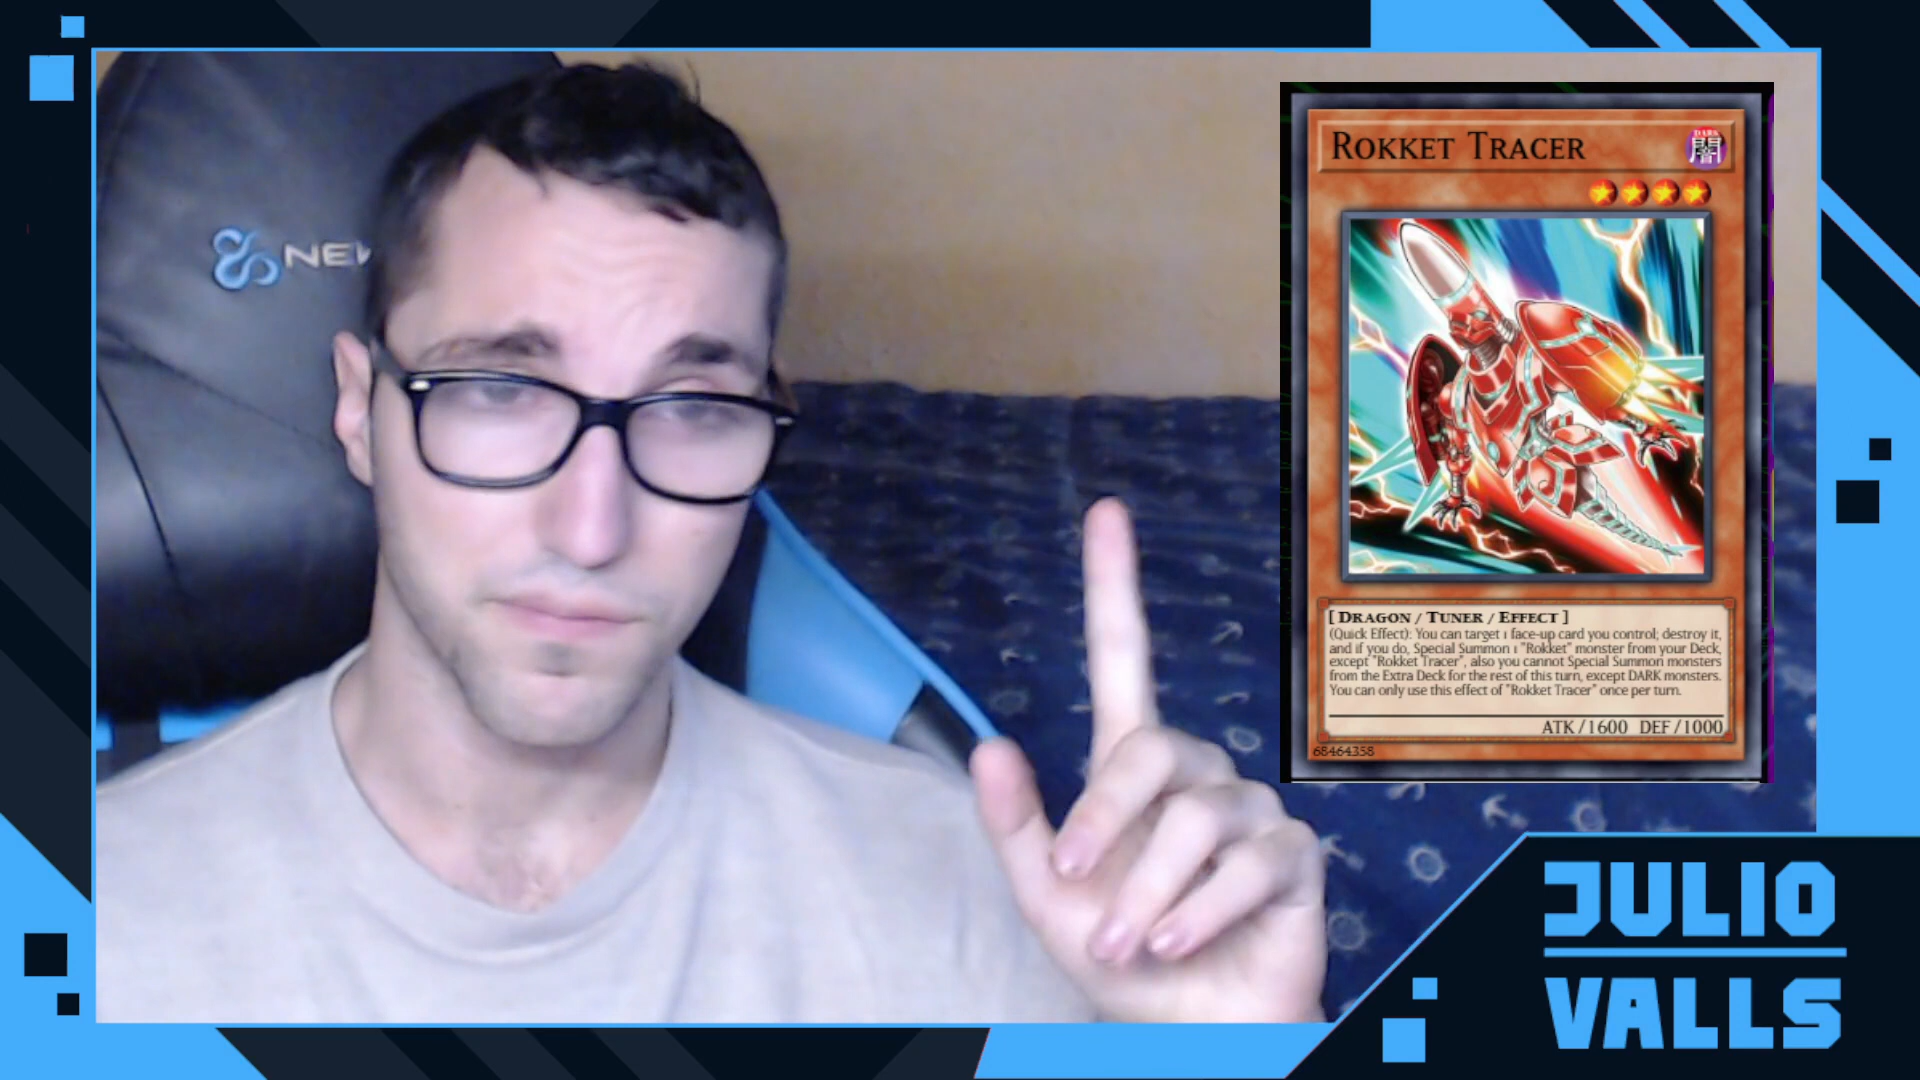 NEW
ROKKET TRACER
DARK
闇
[ DRAGON / TUNER / EFFECT ]
(Quick Effect): You can target 1 face-up card you control; destroy it,
and if you do, Special Summon 1 "Rokket" monster from your Deck,
except "Rokket Tracer", also you cannot Special Summon monsters
from the Extra Deck for the rest of this turn, except DARK monsters.
You can only use this effect of "Rokket Tracer" once per turn.
ATK/1600 DEF/1000
68464358
JULIO
VALLS